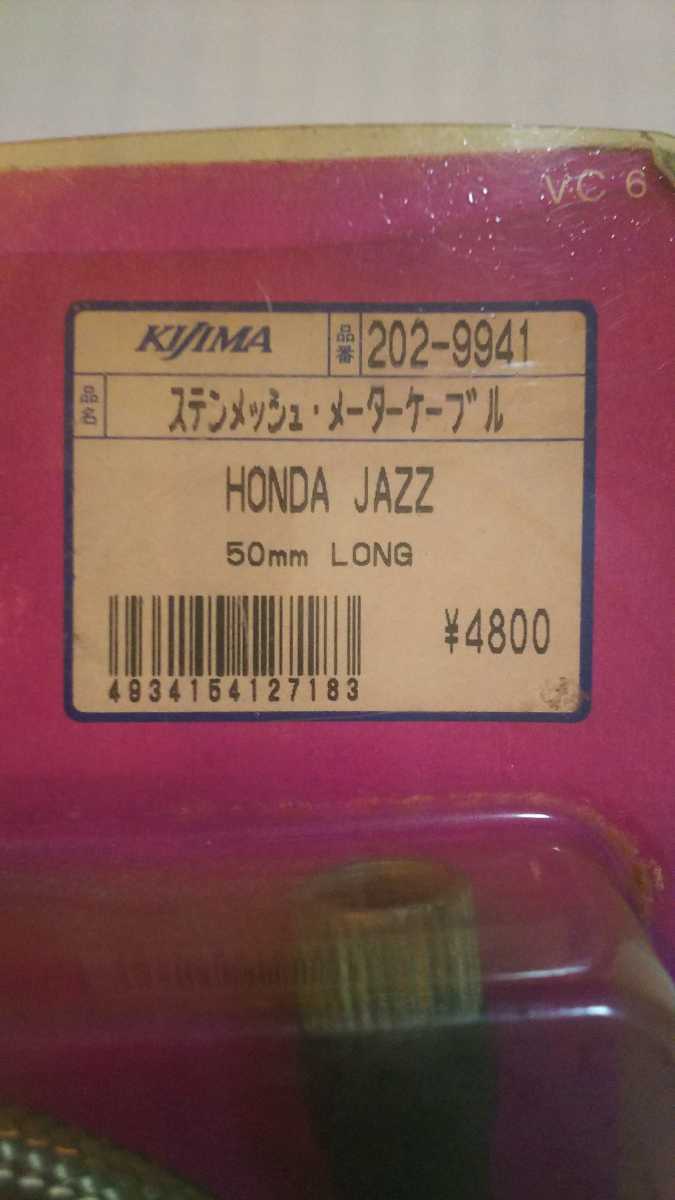 VC 6
KIJIMA 品番 202-9941
品名 ステンメッシュ・メーターケーブル
HONDA JAZZ
50mm LONG
¥4800
4934154127183